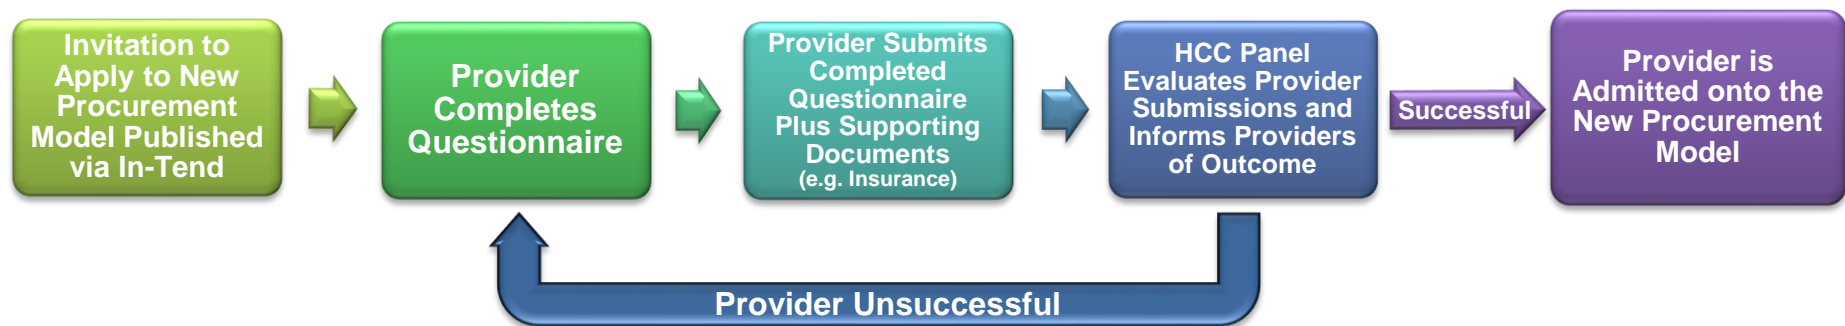 Invitation to
Apply to New
Procurement
Model Published
via In-Tend
Provider
Completes
Questionnaire
Provider Submits
Completed
Questionnaire
Plus Supporting
Documents
(e.g. Insurance)
HCC Panel
Evaluates Provider
Submissions and
Informs Providers
of Outcome
Successful
Provider is
Admitted onto the
New Procurement
Model
Provider Unsuccessful